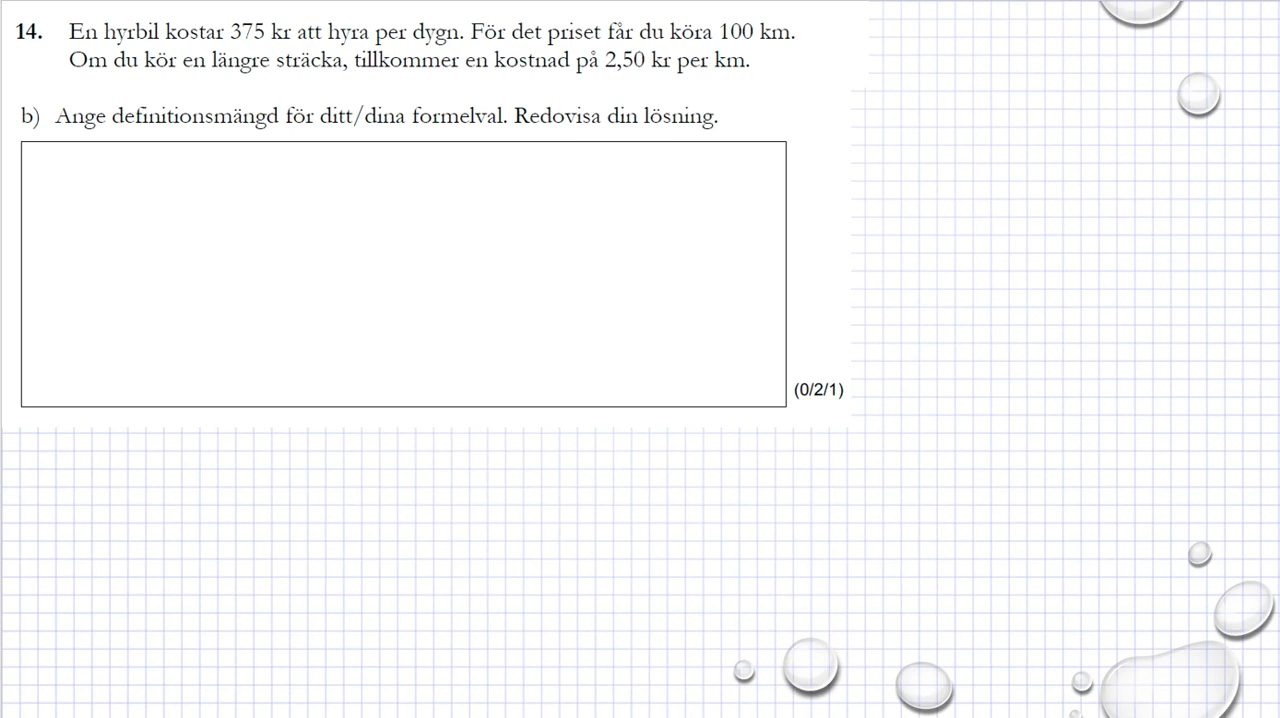 14. En hyrbil kostar 375 kr att hyra per dygn. För det priset får du köra 100 km.
Om du kör en längre sträcka, tillkommer en kostnad på 2,50 kr per km.
b) Ange definitionsmängd för ditt/dina formelval. Redovisa din lösning.
(0/2/1)